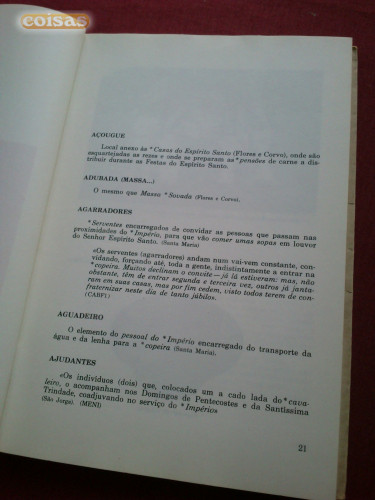 coisas
AÇOUGUE
Local anexo às *Casas do Espírito Santo (Flores e Corvo), onde são
esquartejadas as rezes e onde se preparam as *pensões de carne a dis-
tribuir durante as Festas do Espírito Santo.
ADUBADA (MASSA...)
O mesmo que Massa *Sovada (Flores e Corvo).
AGARRADORES
*Serventes encarregados de convidar as pessoas que passam nas
proximidades do *Império, para que vão comer umas sopas em louvor
do Senhor Espírito Santo. (Santa Maria)
«Os serventes (agarradores) andam num vai-vem constante, con-
vidando, forçando até, toda a gente, indistintamente a entrar na
*copeira. Muitos declinam o convite—já lá estiveram: mas, não
obstante, têm de entrar segunda e terceira vez, outros já janta-
ram em suas casas, mas por fim cedem, visto todos terem de con-
fraternizar neste dia de tanto júbilo».
(CABF1)
AGUADEIRO
O elemento do pessoal do *Império encarregado do transporte da
água e da lenha para a *copeira (Santa Maria).
AJUDANTES
«Os indivíduos (dois) que, colocados um a cada lado do *cava-
leiro, o acompanham nos Domingos de Pentecostes e da Santíssima
Trindade, coadjuvando no serviço do *Império»
(São Jorge). (MENI)
21